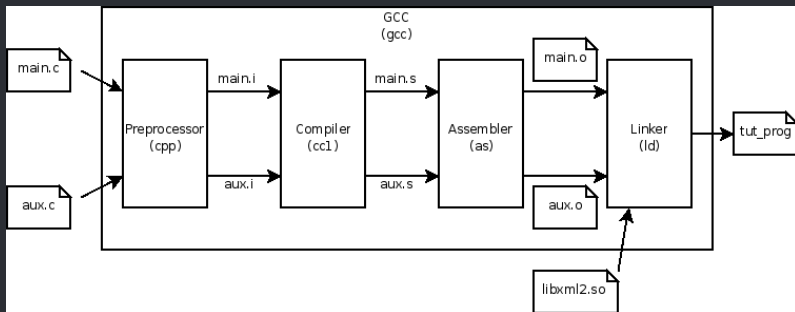 GCC
(gcc)
main.c
aux.c
Preprocessor
(cpp)
main.i
aux.i
Compiler
(cc1)
main.s
aux.s
Assembler
(as)
main.o
aux.o
Linker
(ld)
tut_prog
libxml2.so